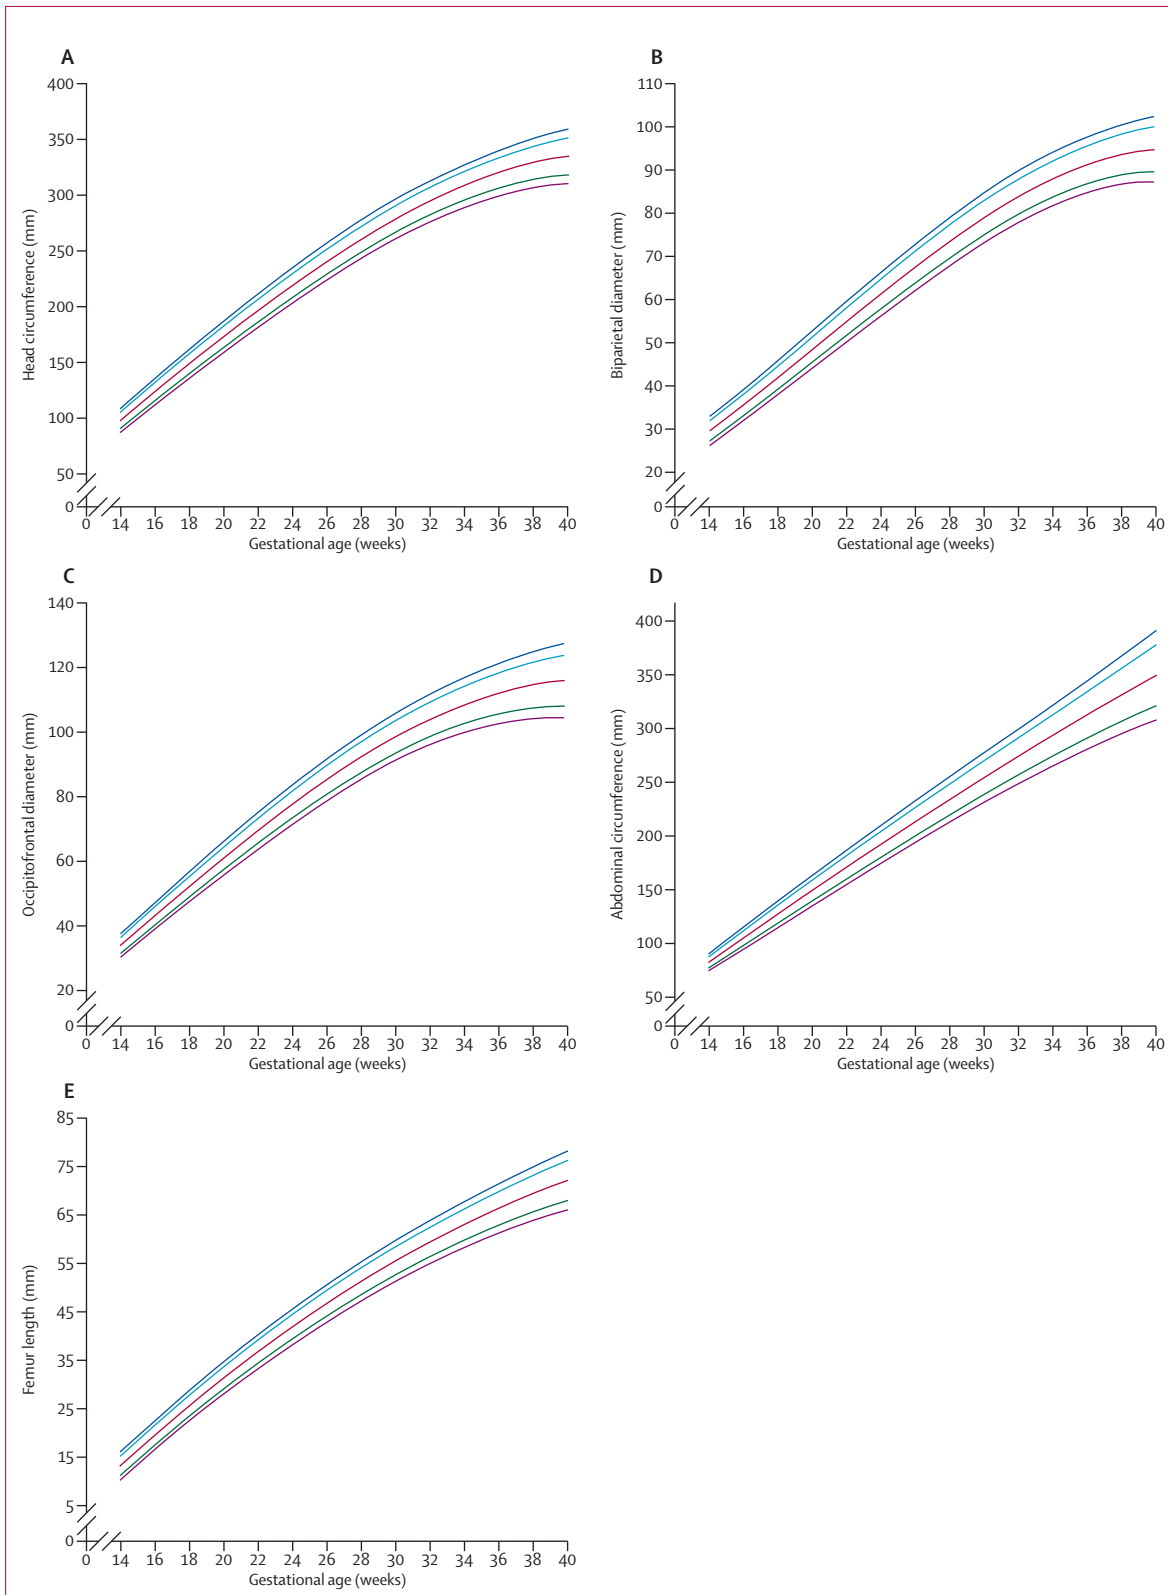 A
400
350
300
250
200
150
100
50
0
Head circumference (mm)
0 14 16 18 20 22 24 26 28 30 32 34 36 38 40
Gestational age (weeks)
B
110
100
90
80
70
60
50
40
30
20
0
Biparietal diameter (mm)
0 14 16 18 20 22 24 26 28 30 32 34 36 38 40
Gestational age (weeks)
C
140
120
100
80
60
40
20
0
Occipitofrontal diameter (mm)
0 14 16 18 20 22 24 26 28 30 32 34 36 38 40
Gestational age (weeks)
D
400
350
300
250
200
150
100
50
0
Abdominal circumference (mm)
0 14 16 18 20 22 24 26 28 30 32 34 36 38 40
Gestational age (weeks)
E
85
75
65
55
45
35
25
15
5
0
Femur length (mm)
0 14 16 18 20 22 24 26 28 30 32 34 36 38 40
Gestational age (weeks)